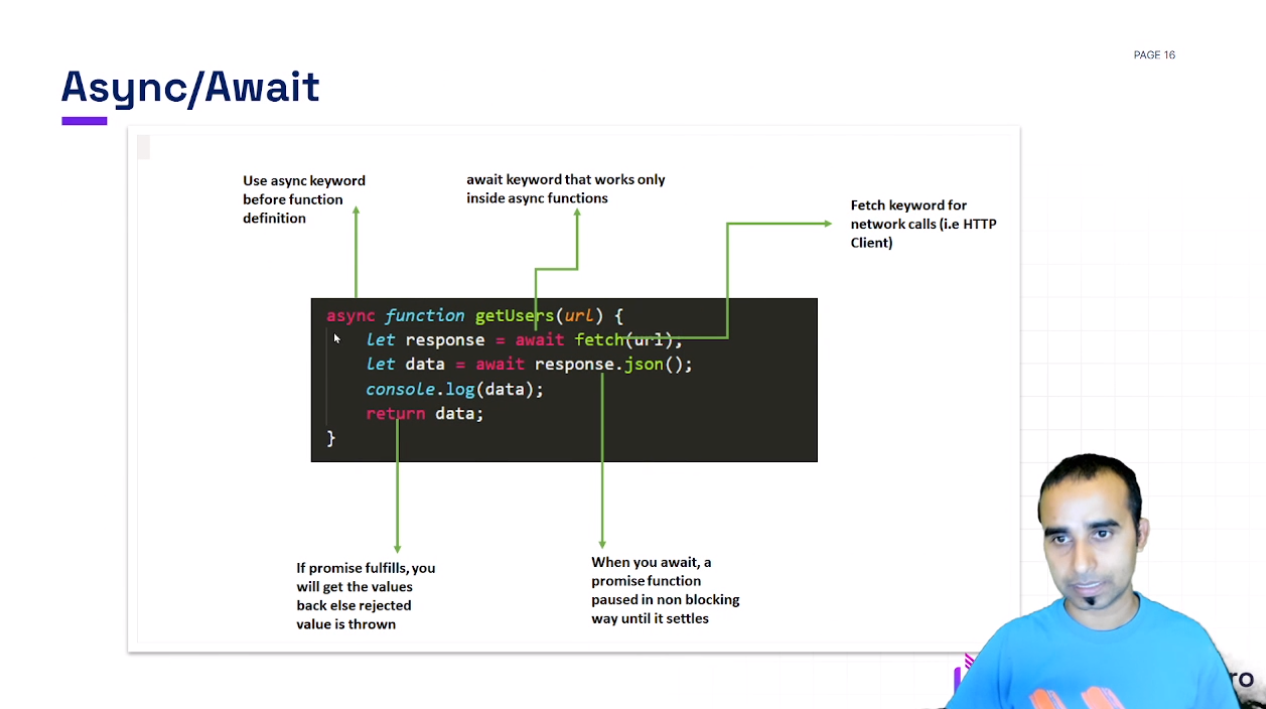 PAGE 16
Async/Await
Use async keyword
before function
definition
await keyword that works only
inside async functions
Fetch keyword for
network calls (i.e HTTP
Client)
async function getUsers(url) {
let response = await fetch(url);
let data = await response.json();
console.log(data);
return data;
}
If promise fulfills, you
will get the values
back else rejected
value is thrown
When you await, a
promise function
paused in non blocking
way until it settles